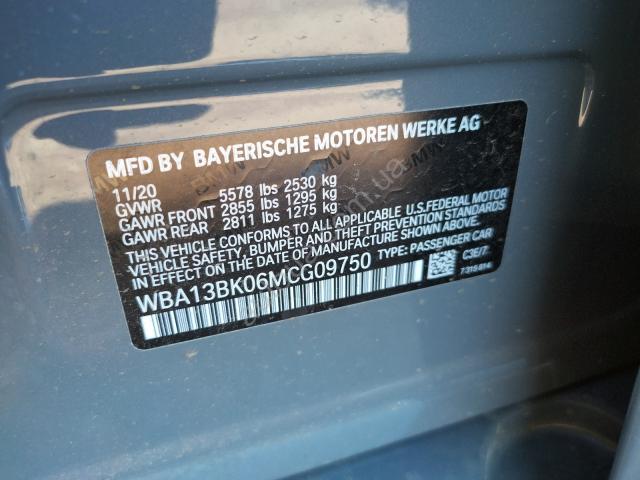 MFD BY BAYERISCHE MOTOREN WERKE AG
11/20
GVWR 5578 lbs 2530 kg
GAWR FRONT 2855 lbs 1295 kg
GAWR REAR 2811 lbs 1275 kg
THIS VEHICLE CONFORMS TO ALL APPLICABLE U.S.FEDERAL MOTOR
VEHICLE SAFETY, BUMPER AND THEFT PREVENTION STANDARDS
IN EFFECT ON THE DATE OF MANUFACTURE SHOWN ABOVE.
WBA13BK06MCG09750 TYPE: PASSENGER CAR
C3E/7
7315614